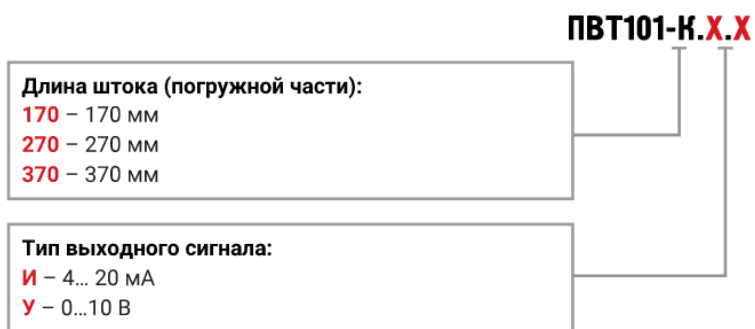 ПВТ101-К.Х.Х
Длина штока (погружной части):
170 – 170 мм
270 – 270 мм
370 – 370 мм
Тип выходного сигнала:
И – 4... 20 мА
У – 0...10 В